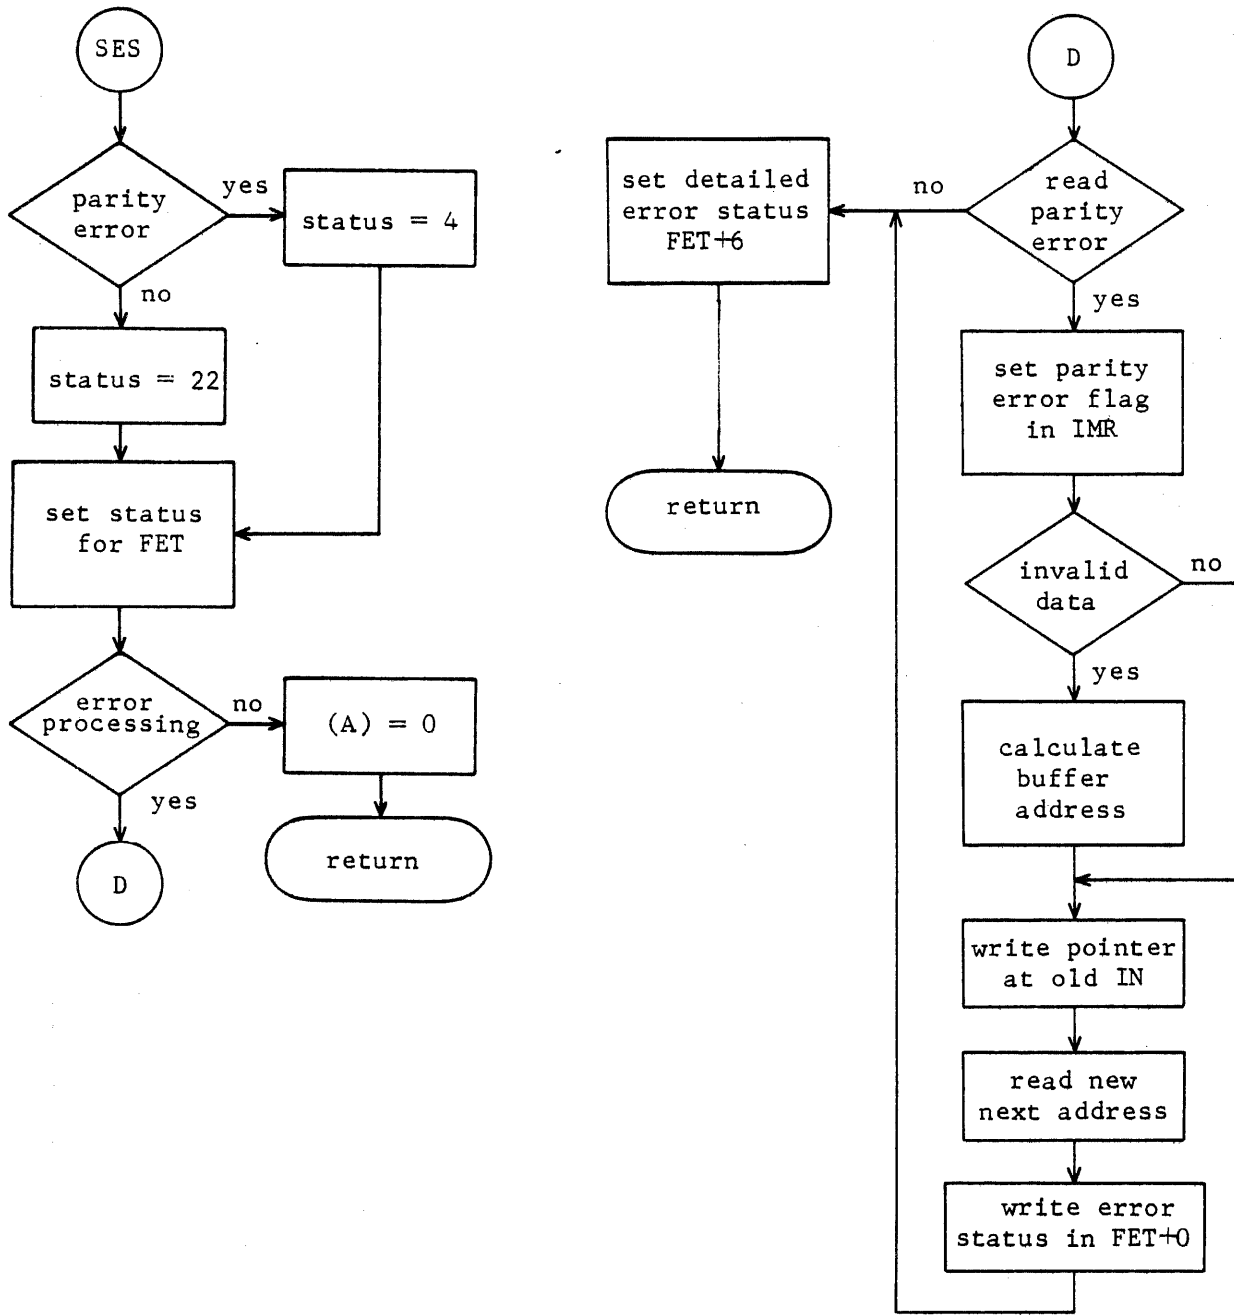 SES
parity
error
yes
status = 4
no
status = 22
set status
for FET
error
processing
no
(A) = 0
yes
return
D
D
read
parity
error
no
set detailed
error status
FET+6
return
yes
set parity
error flag
in IMR
invalid
data
no
yes
calculate
buffer
address
write pointer
at old IN
read new
next address
write error
status in FET+0